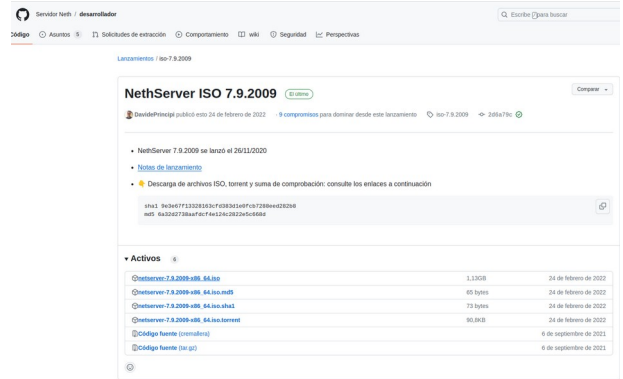 Servidor Neth / desarrollador
Escribe / para buscar
Código
Asuntos 5
Solicitudes de extracción
Comportamiento
wiki
Seguridad
Perspectivas
Lanzamientos / iso-7.9.2009
NethServer ISO 7.9.2009 El último
Comparar
DavidePrincipi publicó esto 24 de febrero de 2022 · 9 compromisos para dominar desde este lanzamiento iso-7.9.2009 2d6a79c
NethServer 7.9.2009 se lanzó el 26/11/2020
Notas de lanzamiento
Descarga de archivos ISO, torrent y suma de comprobación: consulte los enlaces a continuación
sha1
md5
Activos 6
netserver-7.9.2009-x86_64.iso 1,13GB 24 de febrero de 2022
netserver-7.9.2009-x86_64.iso.md5 65 bytes 24 de febrero de 2022
netserver-7.9.2009-x86_64.iso.sha1 73 bytes 24 de febrero de 2022
netserver-7.9.2009-x86_64.iso.torrent 90,8KB 24 de febrero de 2022
Código fuente (cremallera) 6 de septiembre de 2021
Código fuente (tar.gz) 6 de septiembre de 2021